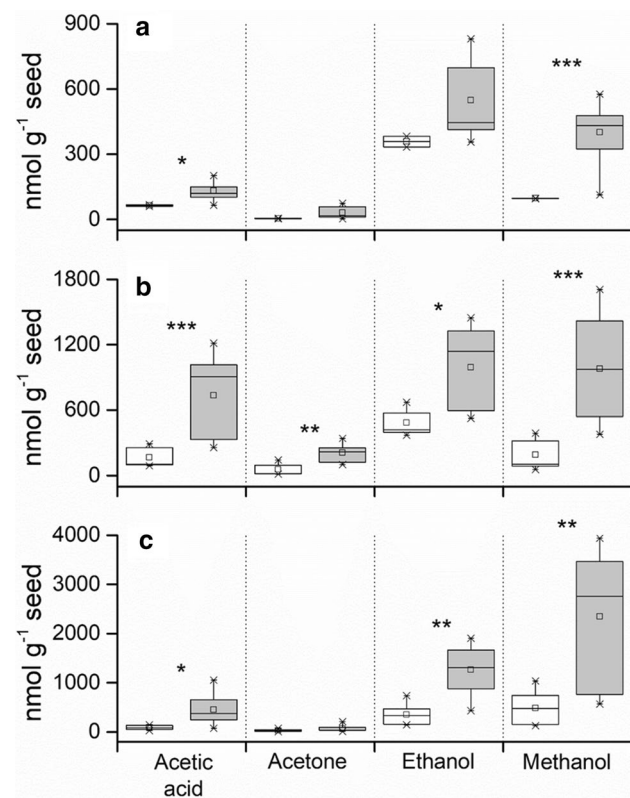 a
900
600
300
0
nmol g⁻¹ seed
*
***
b
1800
1200
600
0
nmol g⁻¹ seed
***
**
*
***
c
4000
3000
2000
1000
0
nmol g⁻¹ seed
*
**
**
Acetic
acid
Acetone
Ethanol
Methanol